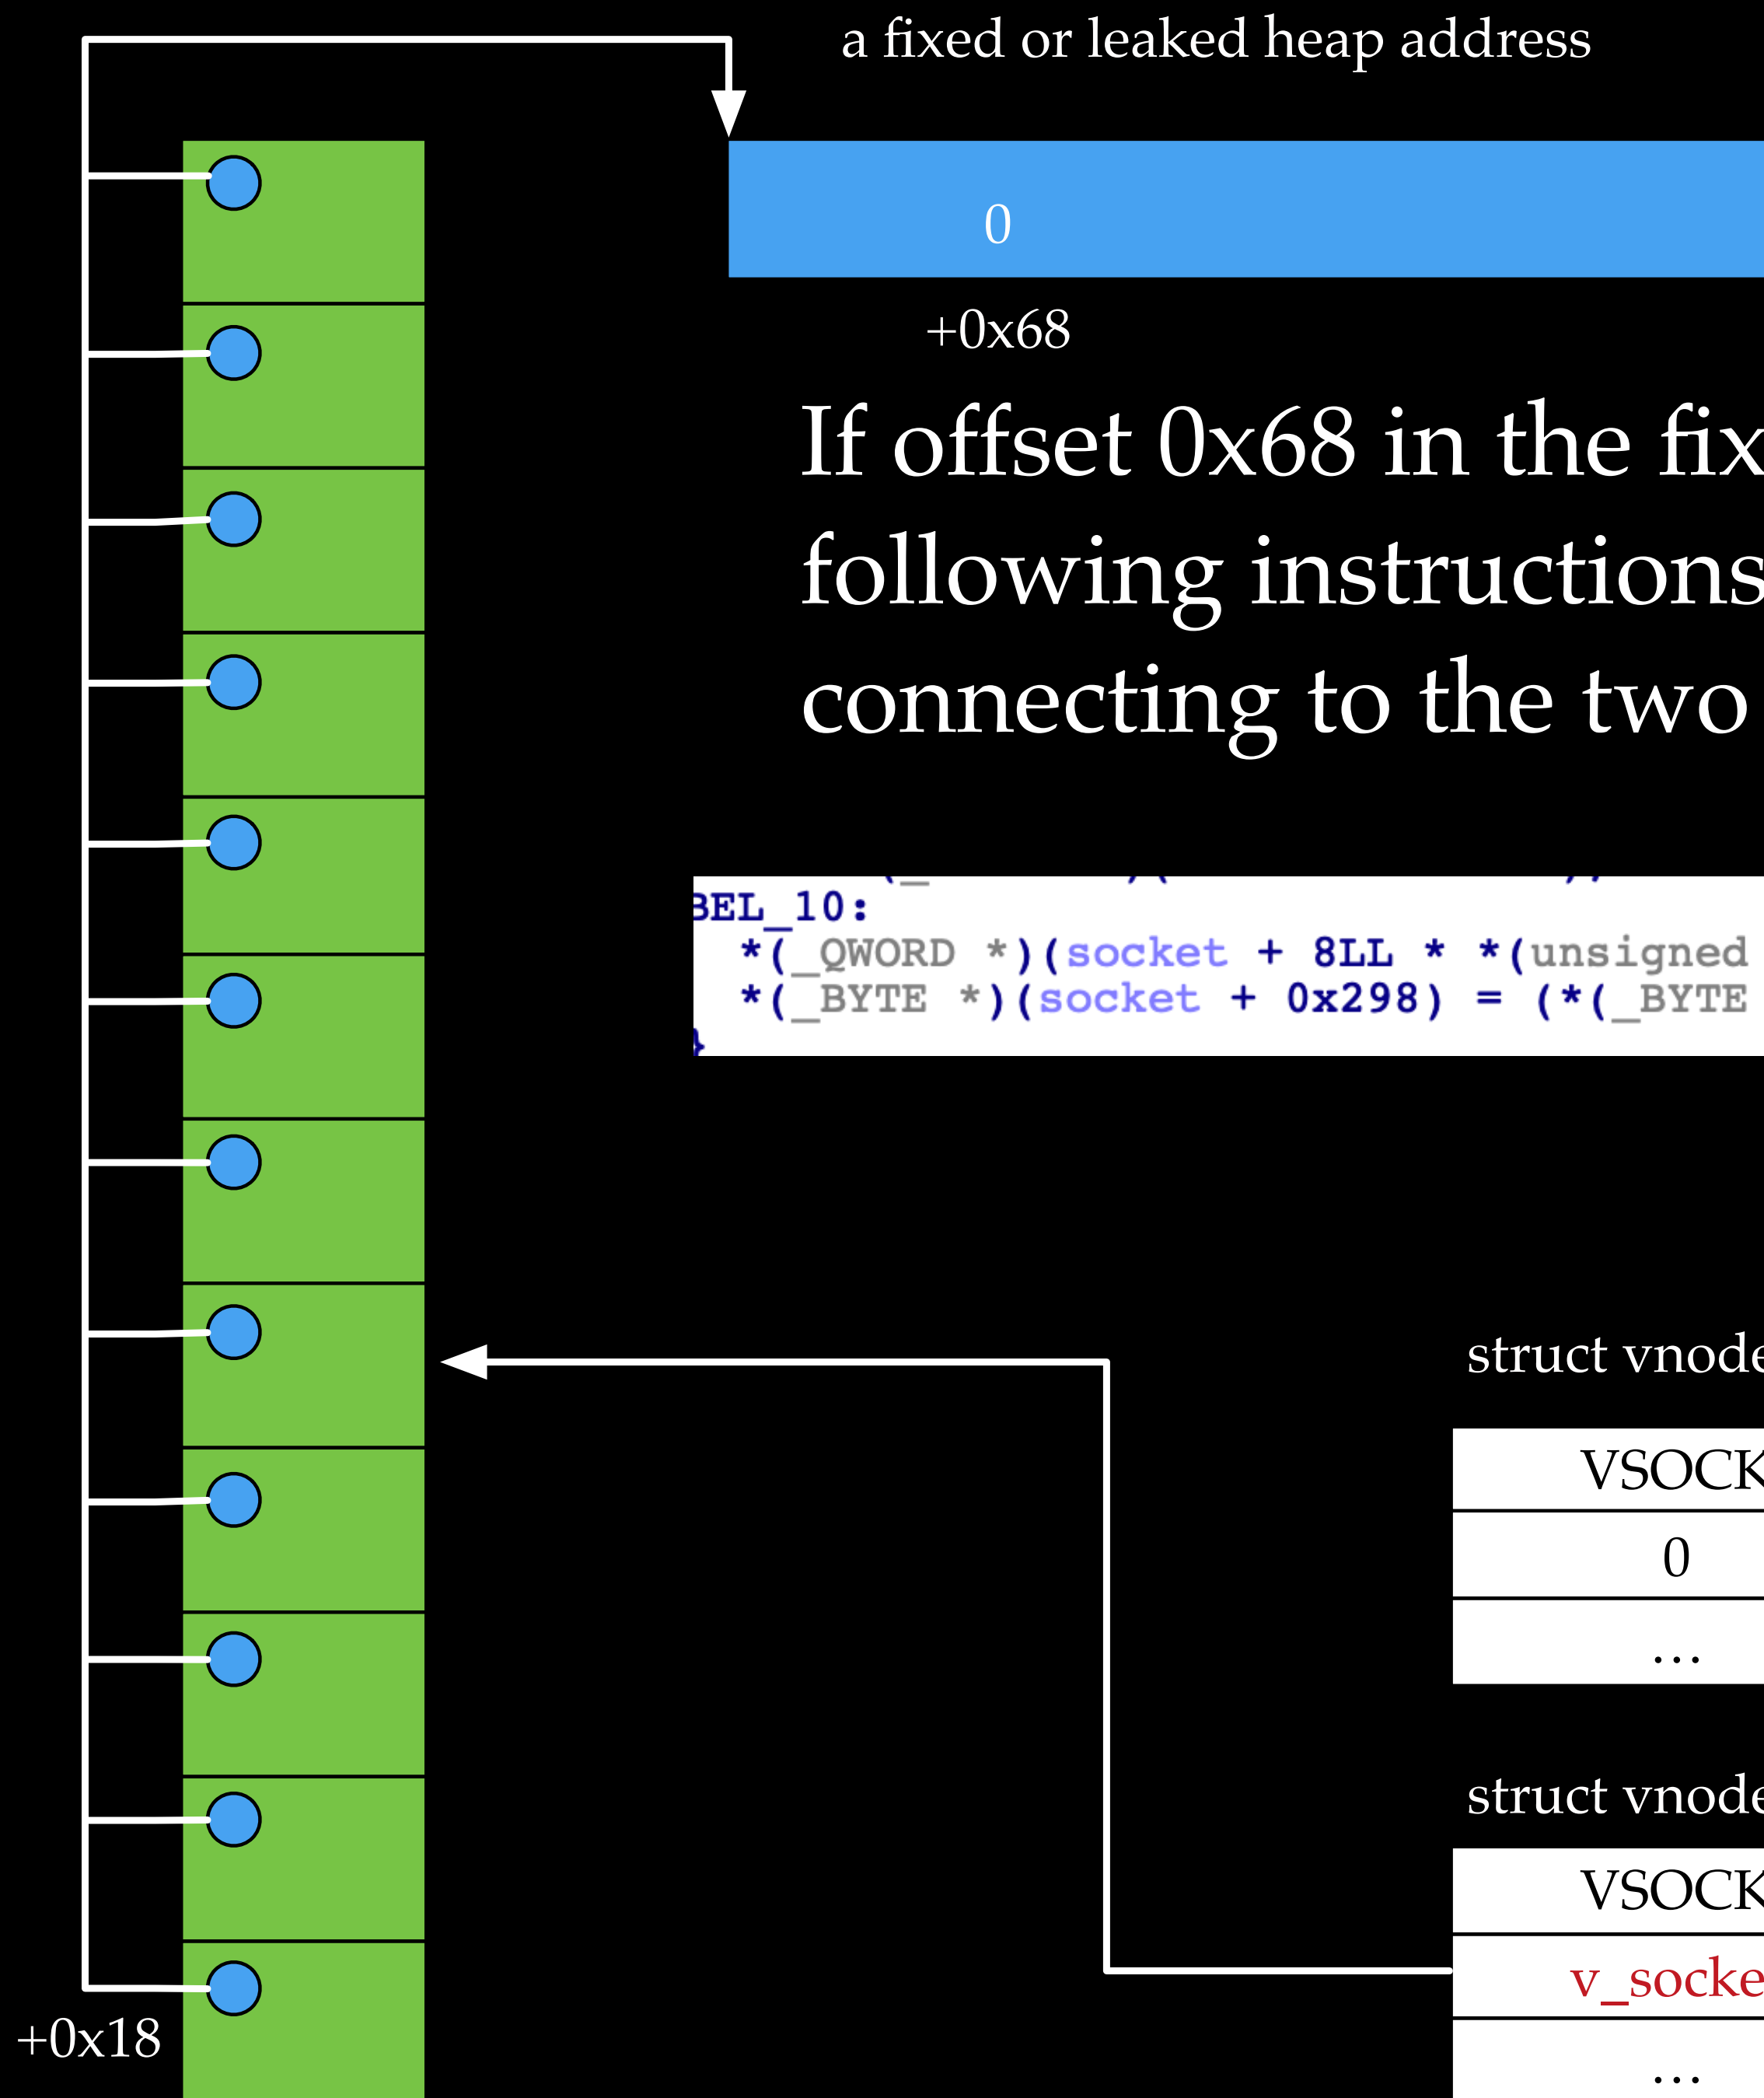 a fixed or leaked heap address
0
+0x68
If offset 0x68 in the
following instructions
connecting to the two
BEL_10:
*(_QWORD *)(socket + 8LL * *(unsigned
*(_BYTE *)(socket + 0x298) = (*(_BYTE
}
struct vnode
VSOCK
0
...
struct vnode
VSOCK
v_socke
...
+0x18